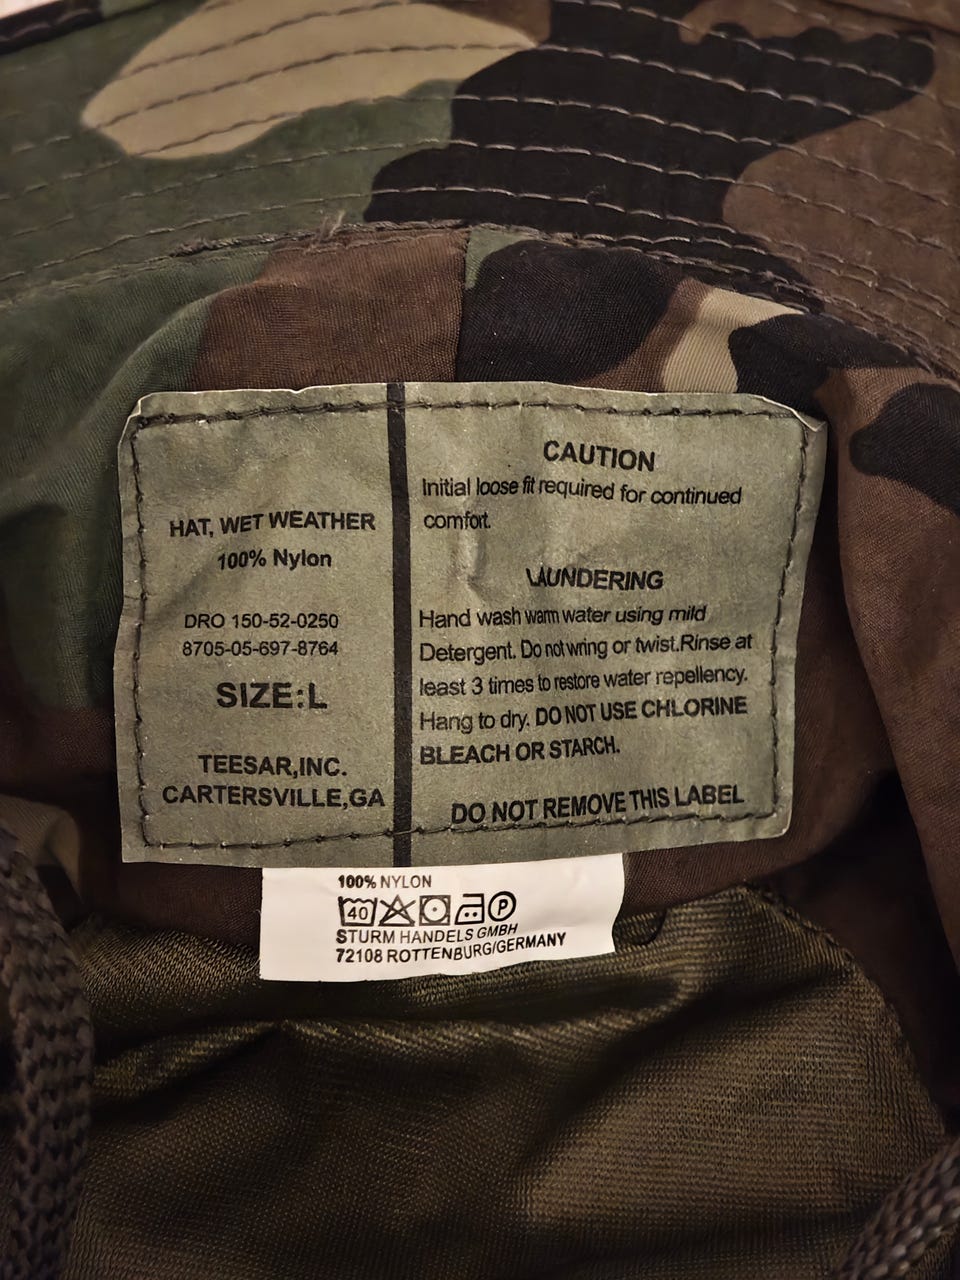 HAT, WET WEATHER
100% Nylon
DRO 150-52-0250
8705-05-697-8764
SIZE:L
TEESAR,INC.
CARTERSVILLE,GA
CAUTION
Initial loose fit required for continued
comfort.
LAUNDERING
Hand wash warm water using mild
Detergent. Do not wring or twist.Rinse at
least 3 times to restore water repellency.
Hang to dry. DO NOT USE CHLORINE
BLEACH OR STARCH.
DO NOT REMOVE THIS LABEL
100% NYLON
40 P
STURM HANDELS GMBH
72108 ROTTENBURG/GERMANY